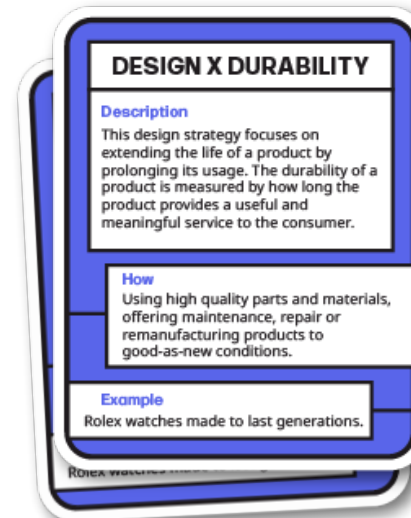 DESIGN X DURABILITY
Description
This design strategy focuses on
extending the life of a product by
prolonging its usage. The durability of a
product is measured by how long the
product provides a useful and
meaningful service to the consumer.
How
Using high quality parts and materials,
offering maintenance, repair or
remanufacturing products to
good-as-new conditions.
Example
Rolex watches made to last generations.
Rolex watches made